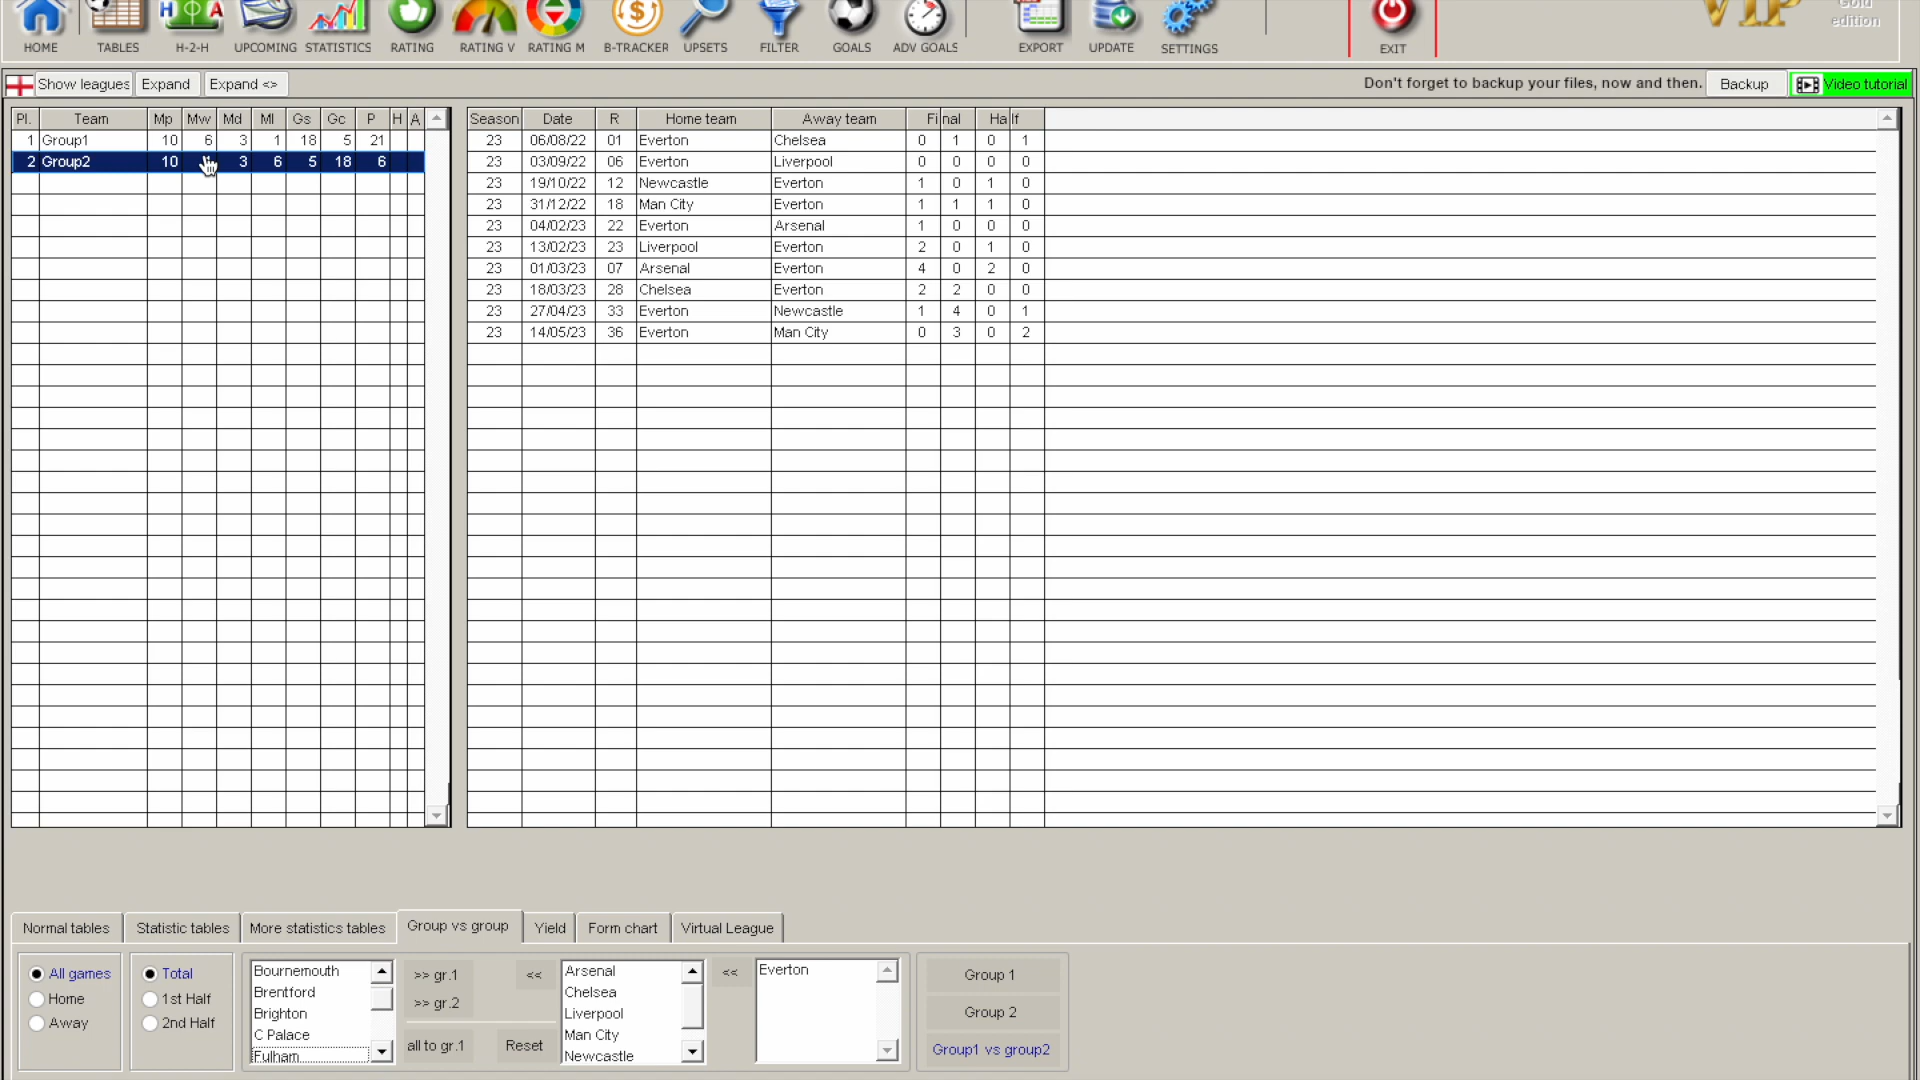 VIP Gold
edition
HOME TABLES H-2-H UPCOMING STATISTICS RATING RATING V RATING M B-TRACKER UPSETS FILTER GOALS ADV GOALS EXPORT UPDATE SETTINGS EXIT
Show leagues Expand Expand <> Don't forget to backup your files, now and then. Backup Video tutorial
Pl. Team Mp Mw Md Ml Gs Gc P H A
1 Group1 10 6 3 1 18 5 21
2 Group2 10 3 6 5 18 6
Season Date R Home team Away team Final Half
23 06/08/22 01 Everton Chelsea 0 1 0 1
23 03/09/22 06 Everton Liverpool 0 0 0 0
23 19/10/22 12 Newcastle Everton 1 0 1 0
23 31/12/22 18 Man City Everton 1 1 1 0
23 04/02/23 22 Everton Arsenal 1 0 0 0
23 13/02/23 23 Liverpool Everton 2 0 1 0
23 01/03/23 07 Arsenal Everton 4 0 2 0
23 18/03/23 28 Chelsea Everton 2 2 0 0
23 27/04/23 33 Everton Newcastle 1 4 0 1
23 14/05/23 36 Everton Man City 0 3 0 2
Normal tables Statistic tables More statistics tables Group vs group Yield Form chart Virtual League
All games
Home
Away
Total
1st Half
2nd Half
Bournemouth
Brentford
Brighton
C Palace
Fulham
>> gr.1 <<
>> gr.2
all to gr.1 Reset
Arsenal
Chelsea
Liverpool
Man City
Newcastle
<<
Everton
Group 1
Group 2
Group1 vs group2